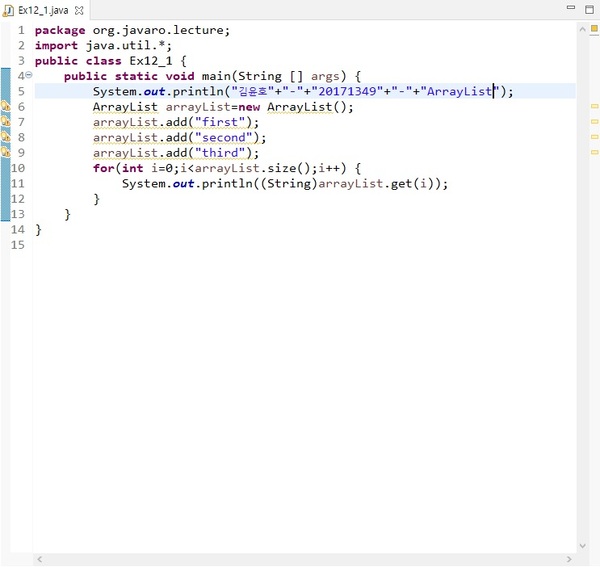 Ex12_1.java
1 package org.javaro.lecture;
2 import java.util.*;
3 public class Ex12_1 {
4 public static void main(String [] args) {
5 System.out.println("김윤호"+"-"+"20171349"+"-"+"ArrayList");
6 ArrayList arrayList=new ArrayList();
7 arrayList.add("first");
8 arrayList.add("second");
9 arrayList.add("third");
10 for(int i=0;i<arrayList.size();i++) {
11 System.out.println((String)arrayList.get(i));
12 }
13 }
14 }
15